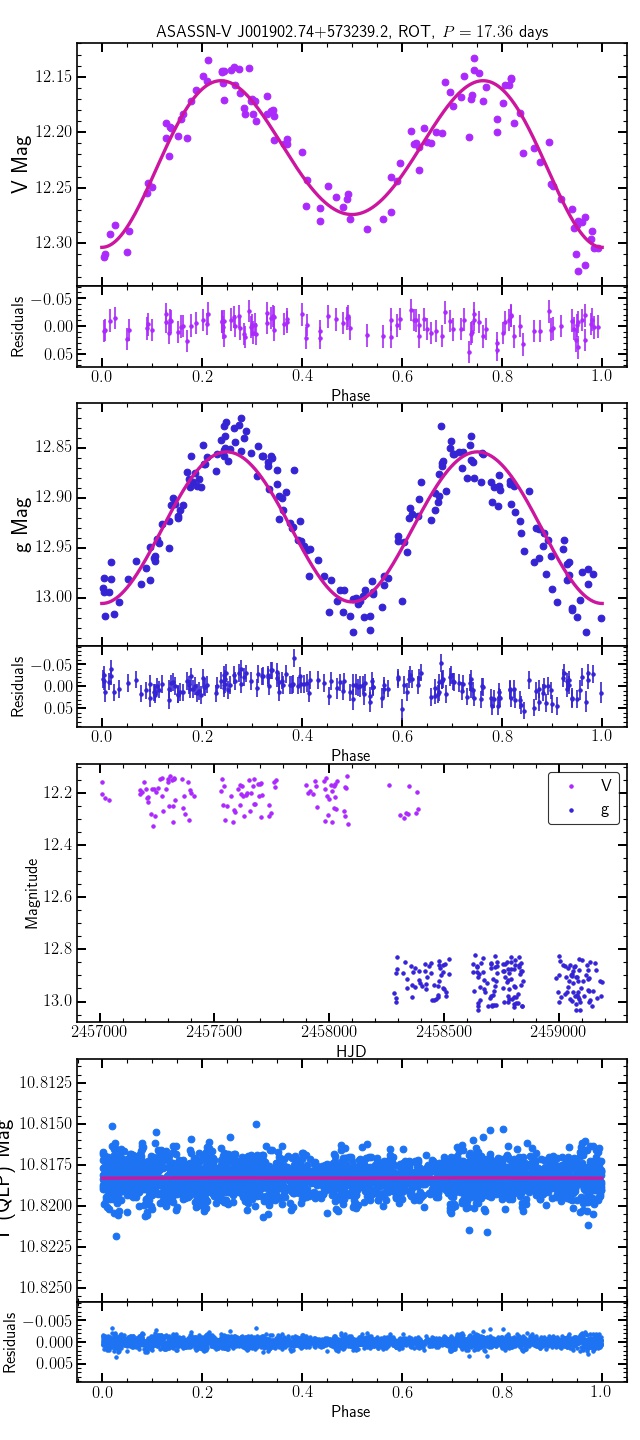 ASASSN-V J001902.74+573239.2, ROT, P = 17.36 days
12.15
12.20
12.25
12.30
V Mag
−0.05
0.00
0.05
Residuals
0.0 0.2 0.4 0.6 0.8 1.0
Phase
12.85
12.90
12.95
13.00
g Mag
−0.05
0.00
0.05
Residuals
0.0 0.2 0.4 0.6 0.8 1.0
Phase
12.2
12.4
12.6
12.8
13.0
Magnitude
V
g
2457000 2457500 2458000 2458500 2459000
HJD
10.8125
10.8150
10.8175
10.8200
10.8225
10.8250
(QLP) Mag
−0.005
0.000
0.005
Residuals
0.0 0.2 0.4 0.6 0.8 1.0
Phase